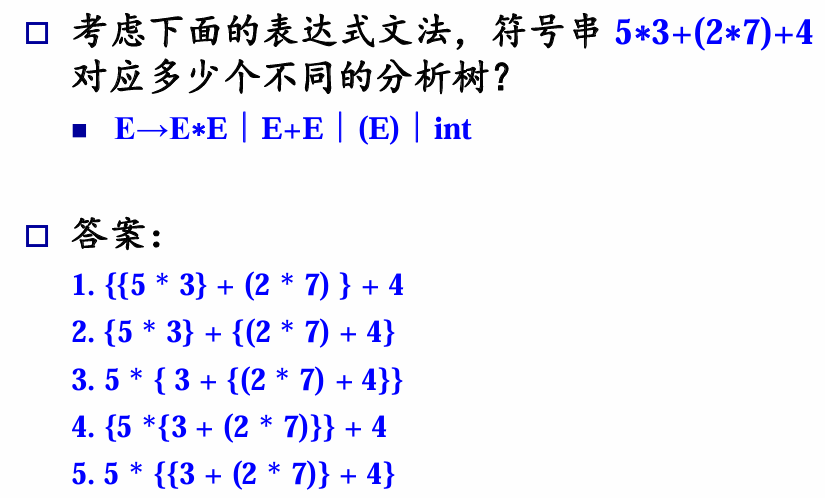 考虑下面的表达式文法，符号串 5*3+(2*7)+4
对应多少个不同的分析树？
E→E*E | E+E | (E) | int
答案：
1. {{5 * 3} + (2 * 7) } + 4
2. {5 * 3} + {(2 * 7) + 4}
3. 5 * { 3 + {(2 * 7) + 4}}
4. {5 *{3 + (2 * 7)}} + 4
5. 5 * {{3 + (2 * 7)} + 4}